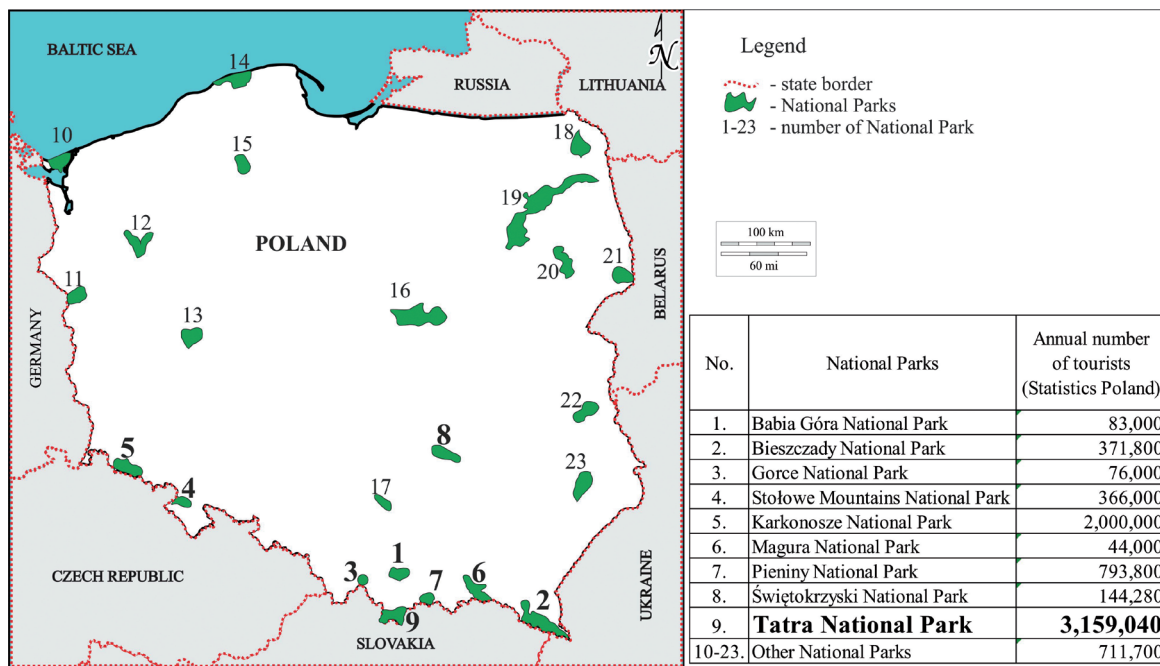 BALTIC SEA
14
RUSSIA
LITHUANIA
N
10
15
18
19
12
POLAND
20
21
11
16
13
BELARUS
GERMANY
22
8
5
23
4
17
CZECH REPUBLIC
3
1
7
6
2
9
SLOVAKIA
UKRAINE
Legend
- state border
- National Parks
1-23 - number of National Park
100 km
60 mi
No. National Parks Annual number
of tourists
(Statistics Poland)
1. Babia Góra National Park 83,000
2. Bieszczady National Park 371,800
3. Gorce National Park 76,000
4. Stołowe Mountains National Park 366,000
5. Karkonosze National Park 2,000,000
6. Magura National Park 44,000
7. Pieniny National Park 793,800
8. Świętokrzyski National Park 144,280
9. Tatra National Park 3,159,040
10-23. Other National Parks 711,700